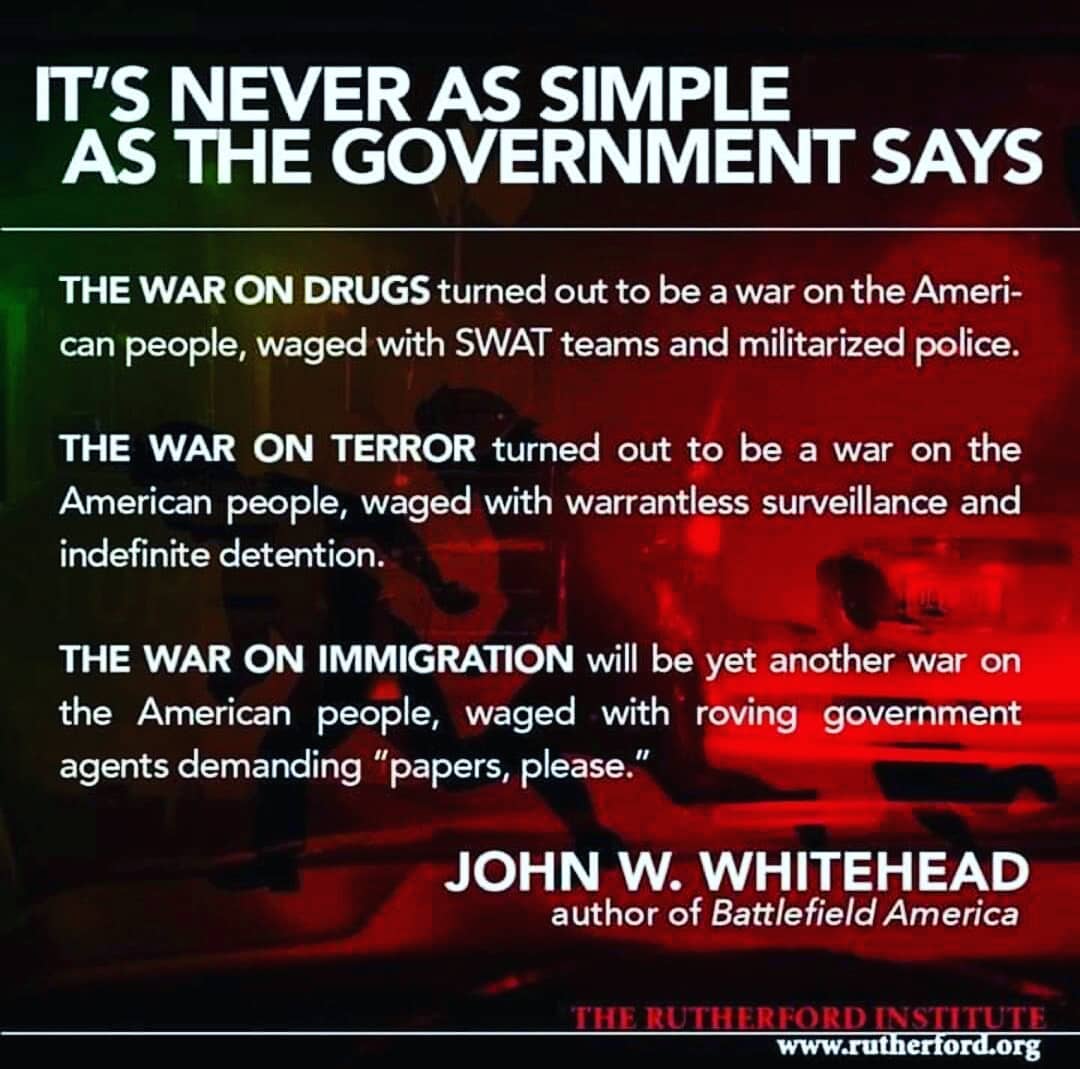 IT'S NEVER AS SIMPLE
AS THE GOVERNMENT SAYS
THE WAR ON DRUGS turned out to be a war on the Ameri-
can people, waged with SWAT teams and militarized police.
THE WAR ON TERROR turned out to be a war on the
American people, waged with warrantless surveillance and
indefinite detention.
THE WAR ON IMMIGRATION will be yet another war on
the American people, waged with roving government
agents demanding "papers, please."
JOHN W. WHITEHEAD
author of Battlefield America
THE RUTHERFORD INSTITUTE
www.rutherford.org